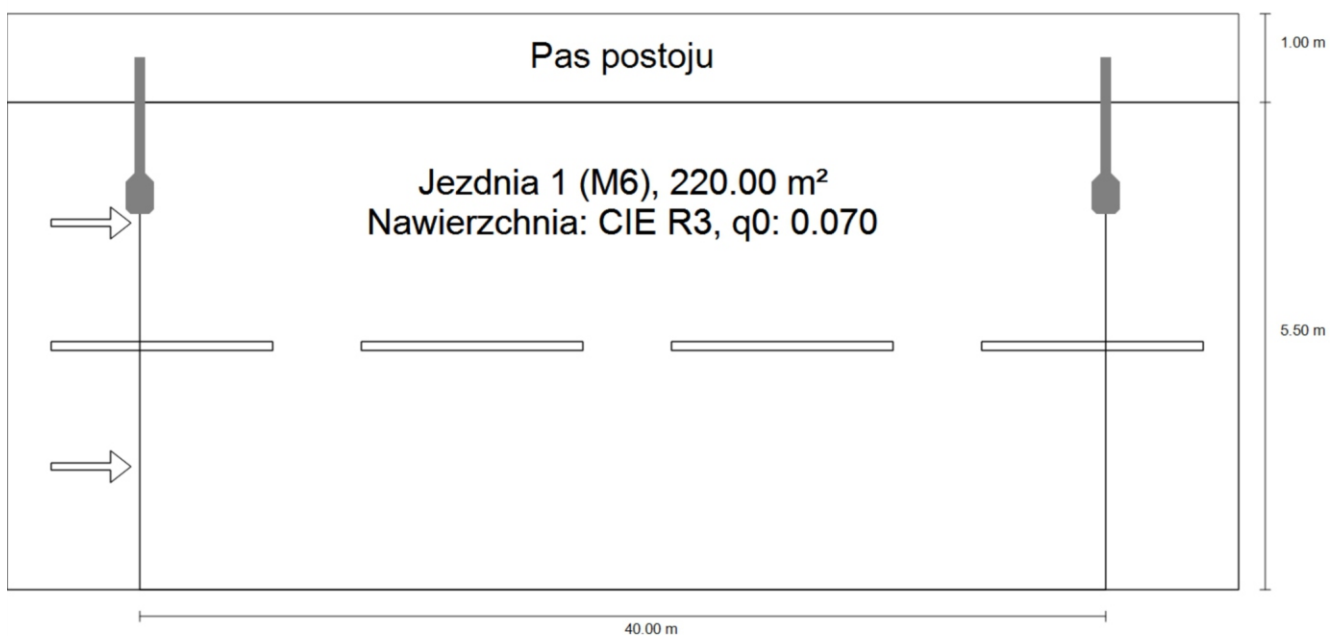 Pas postoju
1.00 m
Jezdnia 1 (M6), 220.00 m²
Nawierzchnia: CIE R3, q0: 0.070
5.50 m
40.00 m